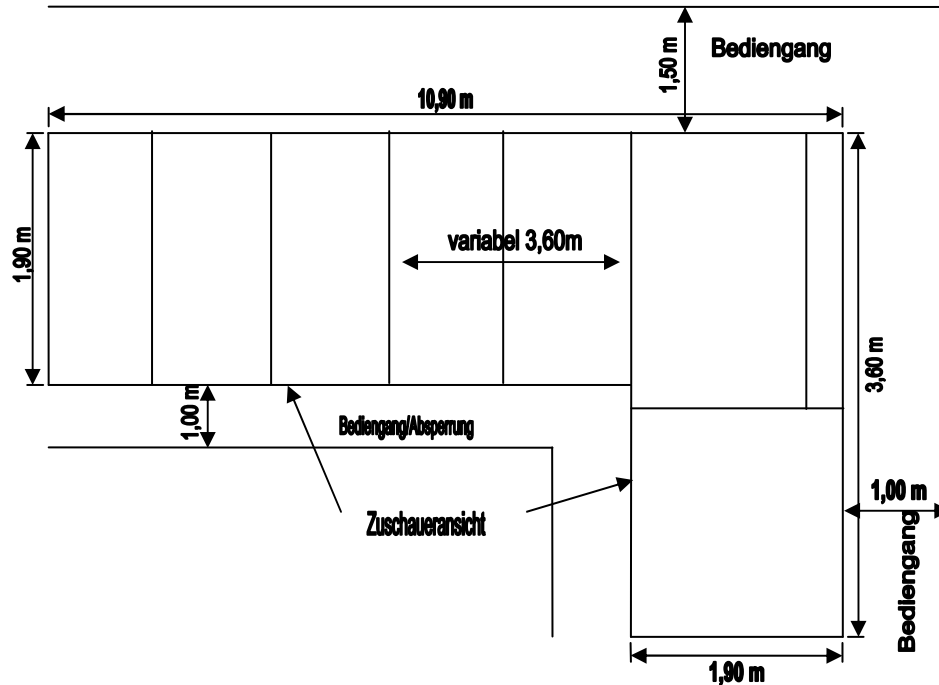 1,50 m
Bediengang
10,90 m
1,90 m
variabel 3,60m
3,60 m
1,00 m
Bediengang/Absperrung
Zuschaueransicht
1,00 m
Bediengang
1,90 m